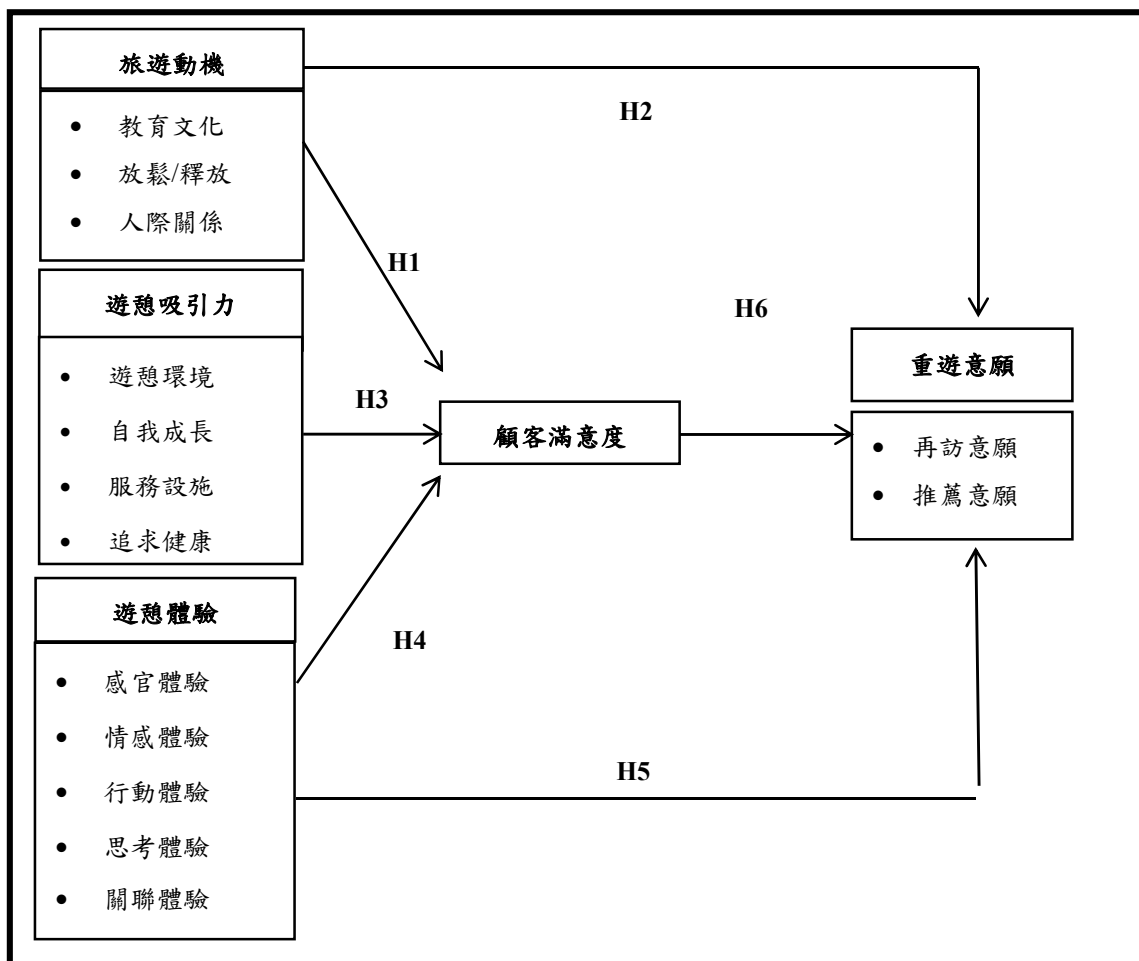 旅遊動機
• 教育文化
• 放鬆/釋放
• 人際關係
H2
H1
遊憩吸引力
• 遊憩環境
• 自我成長
• 服務設施
• 追求健康
H3
顧客滿意度
H6
重遊意願
• 再訪意願
• 推薦意願
遊憩體驗
• 感官體驗
• 情感體驗
• 行動體驗
• 思考體驗
• 關聯體驗
H4
H5